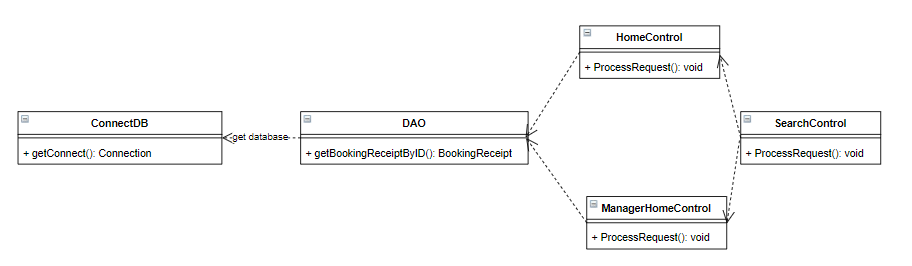 HomeControl
+ ProcessRequest(): void
ConnectDB
+ getConnect(): Connection
get database
DAO
+ getBookingReceiptByID(): BookingReceipt
SearchControl
+ ProcessRequest(): void
ManagerHomeControl
+ ProcessRequest(): void